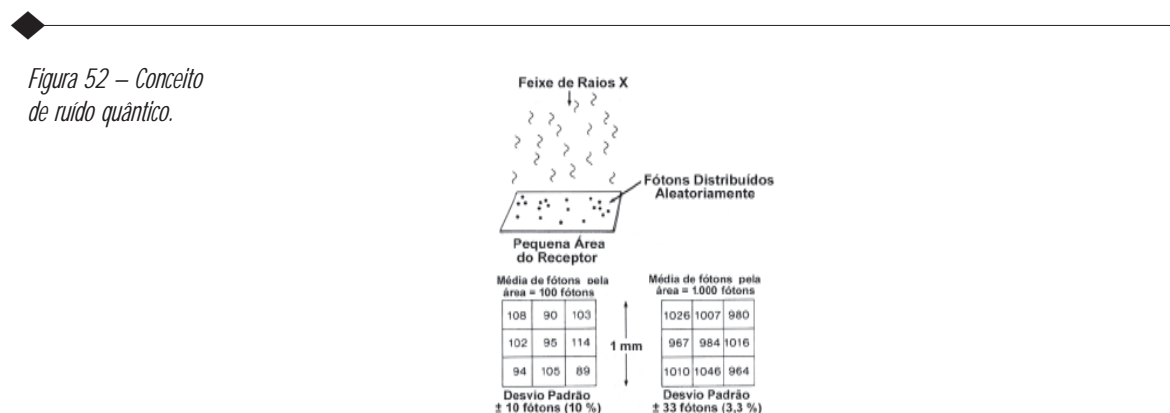 Figura 52 – Conceito
de ruído quântico.
Feixe de Raios X
Fótons Distribuídos
Aleatoriamente
Pequena Área
do Receptor
Média de fótons pela
área = 100 fótons
108 90 103
102 95 114
94 105 89
Desvio Padrão
± 10 fótons (10 %)
1 mm
Média de fótons pela
área = 1.000 fótons
1026 1007 980
967 984 1016
1010 1046 964
Desvio Padrão
± 33 fótons (3,3 %)